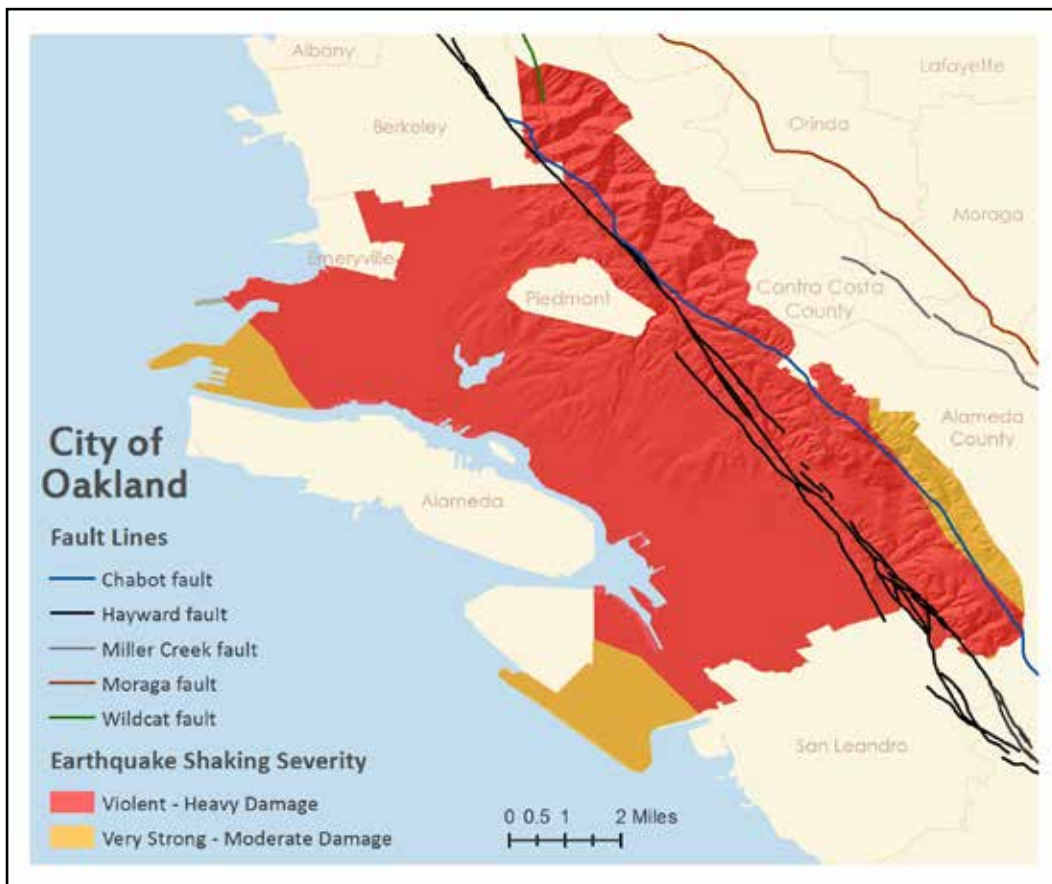 Albany
Lafayette
Berkeley
Orinda
Moraga
Emeryville
Piedmont
Contra Costa
County
City of
Oakland
Alameda
County
Alameda
Fault Lines
Chabot fault
Hayward fault
Miller Creek fault
Moraga fault
Wildcat fault
San Leandro
Earthquake Shaking Severity
Violent - Heavy Damage
Very Strong - Moderate Damage
0 0.5 1 2 Miles